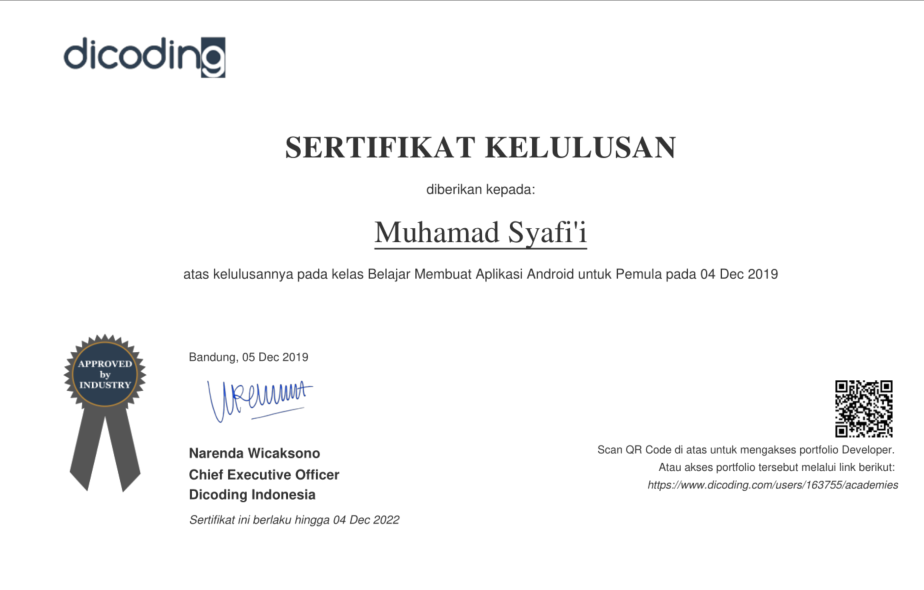 dicoding
SERTIFIKAT KELULUSAN
diberikan kepada:
Muhamad Syafi'i
atas kelulusannya pada kelas Belajar Membuat Aplikasi Android untuk Pemula pada 04 Dec 2019
APPROVED
by
INDUSTRY
Bandung, 05 Dec 2019
Narenda Wicaksono
Chief Executive Officer
Dicoding Indonesia
Sertifikat ini berlaku hingga 04 Dec 2022
Scan QR Code di atas untuk mengakses portfolio Developer.
Atau akses portfolio tersebut melalui link berikut:
https://www.dicoding.com/users/163755/academies